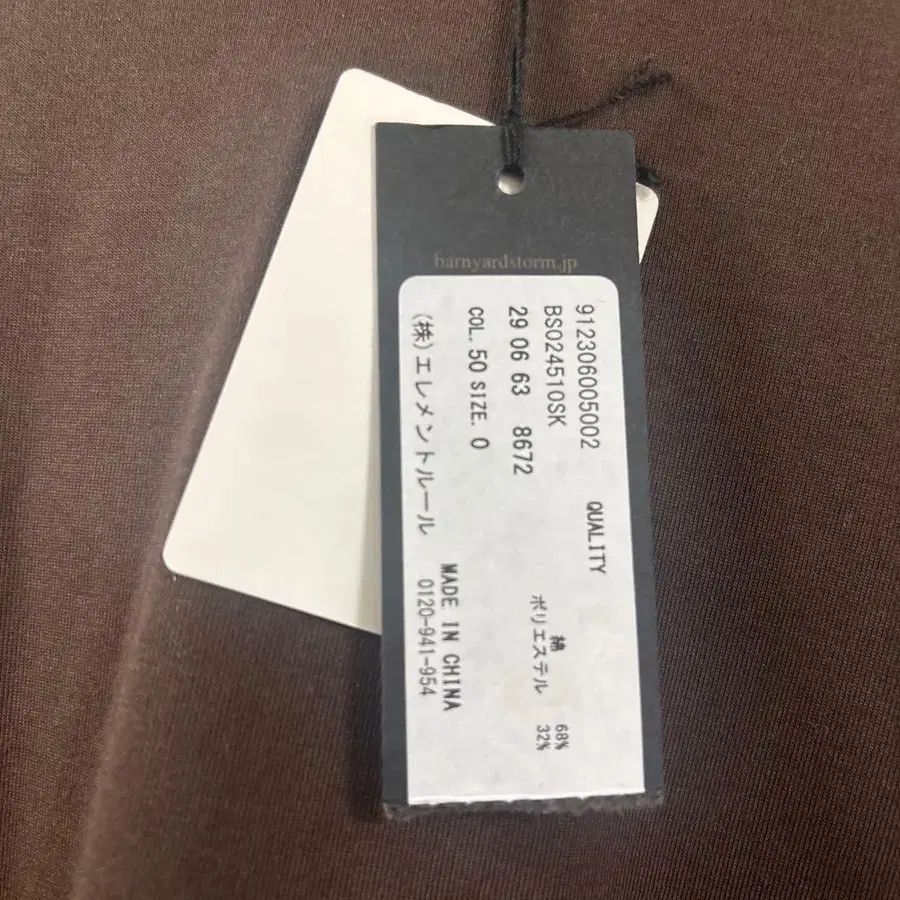 barnyardstorm.jp
912306005002
BS024510SK
29 06 63 8672
COL. 50 SIZE. 0
QUALITY
綿 68%
ポリエステル 32%
MADE IN CHINA
(株)エレメントルール 0120-941-954